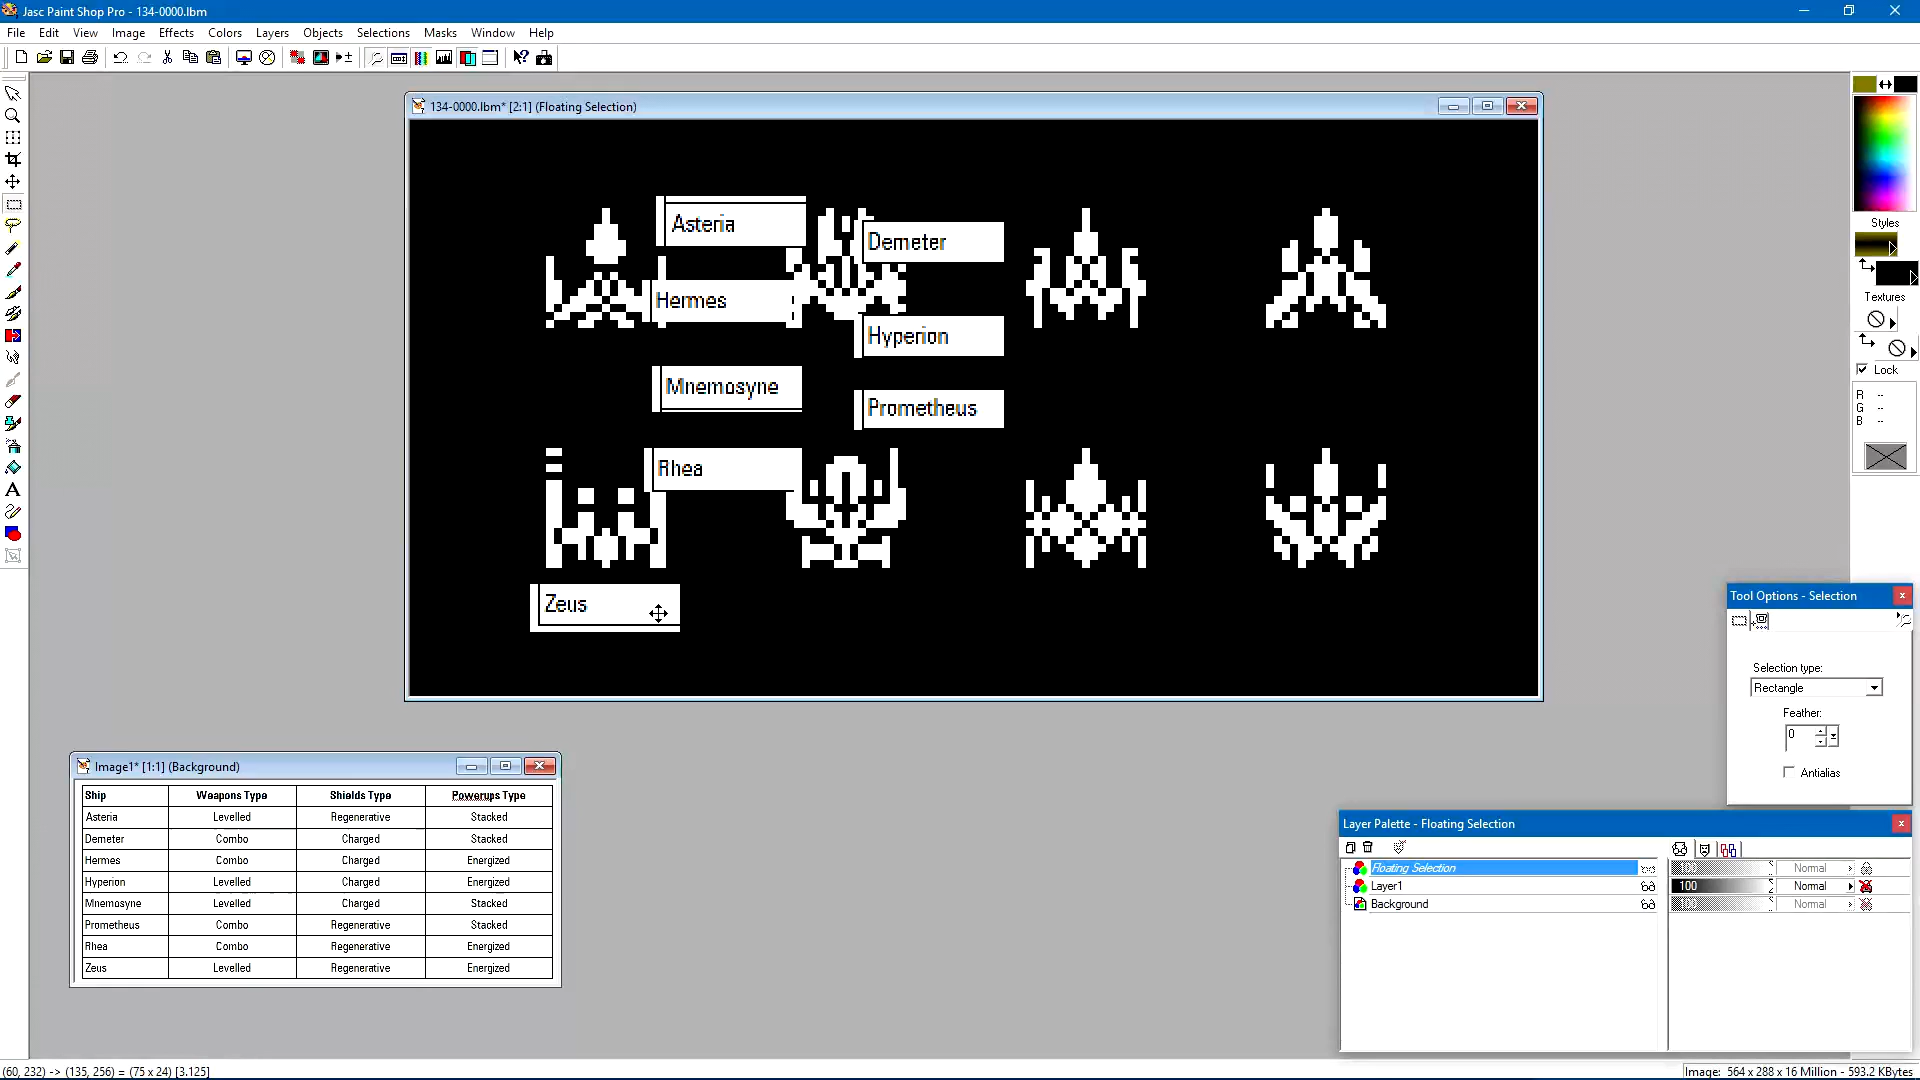 Jasc Paint Shop Pro - 134-0000.lbm
File Edit View Image Effects Colors Layers Objects Selections Masks Window Help
134-0000.lbm* [2:1] (Floating Selection)
Asteria
Demeter
Hermes
Hyperion
Mnemosyne
Prometheus
Rhea
Zeus
Styles
Textures
Lock
R --
G --
B --
Tool Options - Selection
Selection type:
Rectangle
Feather:
0
Antialias
Image1* [1:1] (Background)
Ship Weapons Type Shields Type Powerups Type
Asteria Levelled Regenerative Stacked
Demeter Combo Charged Stacked
Hermes Combo Charged Energized
Hyperion Levelled Charged Energized
Mnemosyne Levelled Charged Stacked
Prometheus Combo Regenerative Stacked
Rhea Combo Regenerative Energized
Zeus Levelled Regenerative Energized
Layer Palette - Floating Selection
Floating Selection 100 Normal
Layer1 100 Normal
Background 100 Normal
(60, 232) -> (135, 256) = (75 x 24) [3.125]
Image: 564 x 288 x 16 Million - 593.2 KBytes